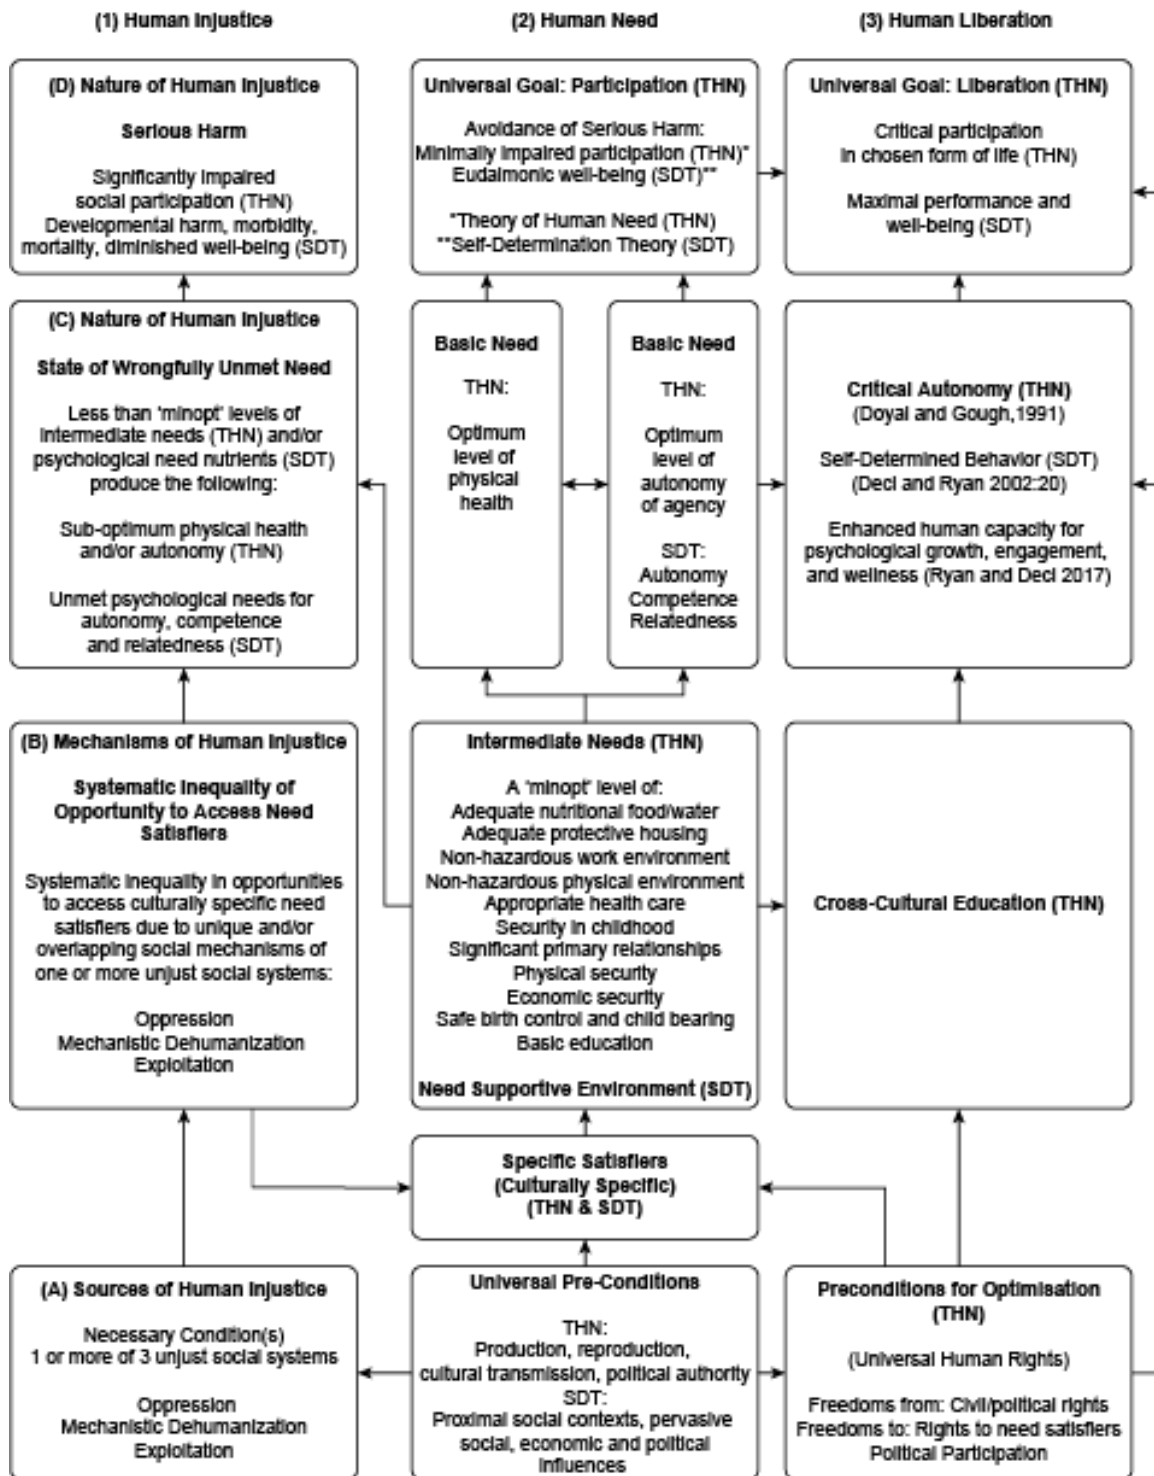 (1) Human Injustice
(2) Human Need
(3) Human Liberation
(D) Nature of Human Injustice
Serious Harm
Significantly impaired
social participation (THN)
Developmental harm, morbidity,
mortality, diminished well-being (SDT)
Universal Goal: Participation (THN)
Avoidance of Serious Harm:
Minimally impaired participation (THN)*
Eudaimonic well-being (SDT)**
*Theory of Human Need (THN)
**Self-Determination Theory (SDT)
Universal Goal: Liberation (THN)
Critical participation
in chosen form of life (THN)
Maximal performance and
well-being (SDT)
(C) Nature of Human Injustice
State of Wrongfully Unmet Need
Less than 'minopt' levels of
intermediate needs (THN) and/or
psychological need nutrients (SDT)
produce the following:
Sub-optimum physical health
and/or autonomy (THN)
Unmet psychological needs for
autonomy, competence
and relatedness (SDT)
Basic Need
THN:
Optimum
level of
physical
health
Basic Need
THN:
Optimum
level of
autonomy
of agency
SDT:
Autonomy
Competence
Relatedness
Critical Autonomy (THN)
(Doyal and Gough,1991)
Self-Determined Behavior (SDT)
(Deci and Ryan 2002:20)
Enhanced human capacity for
psychological growth, engagement,
and wellness (Ryan and Deci 2017)
(B) Mechanisms of Human Injustice
Systematic Inequality of
Opportunity to Access Need
Satisfiers
Systematic inequality in opportunities
to access culturally specific need
satisfiers due to unique and/or
overlapping social mechanisms of
one or more unjust social systems:
Oppression
Mechanistic Dehumanization
Exploitation
Intermediate Needs (THN)
A 'minopt' level of:
Adequate nutritional food/water
Adequate protective housing
Non-hazardous work environment
Non-hazardous physical environment
Appropriate health care
Security in childhood
Significant primary relationships
Physical security
Economic security
Safe birth control and child bearing
Basic education
Need Supportive Environment (SDT)
Cross-Cultural Education (THN)
Specific Satisfiers
(Culturally Specific)
(THN & SDT)
(A) Sources of Human Injustice
Necessary Condition(s)
1 or more of 3 unjust social systems
Oppression
Mechanistic Dehumanization
Exploitation
Universal Pre-Conditions
THN:
Production, reproduction,
cultural transmission, political authority
SDT:
Proximal social contexts, pervasive
social, economic and political
influences
Preconditions for Optimisation
(THN)
(Universal Human Rights)
Freedoms from: Civil/political rights
Freedoms to: Rights to need satisfiers
Political Participation